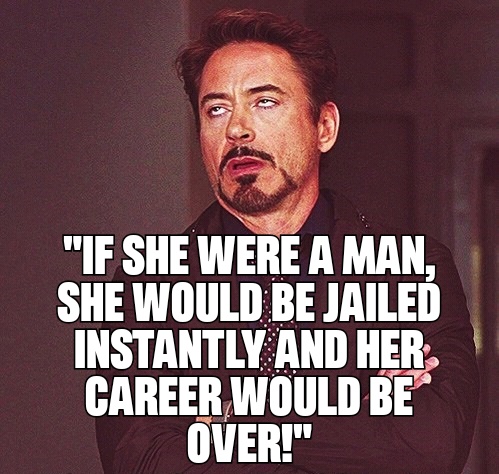 "IF SHE WERE A MAN,
SHE WOULD BE JAILED
INSTANTLY AND HER
CAREER WOULD BE
OVER!"